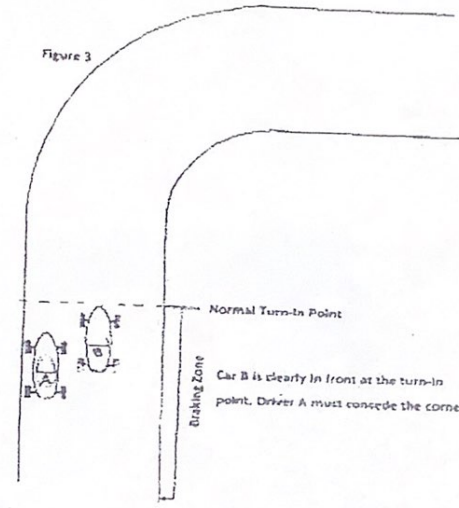 Figure 3
Normal Turn-In Point
Braking Zone
Car B is clearly in front at the turn-in
point. Driver A must concede the corne
A
B